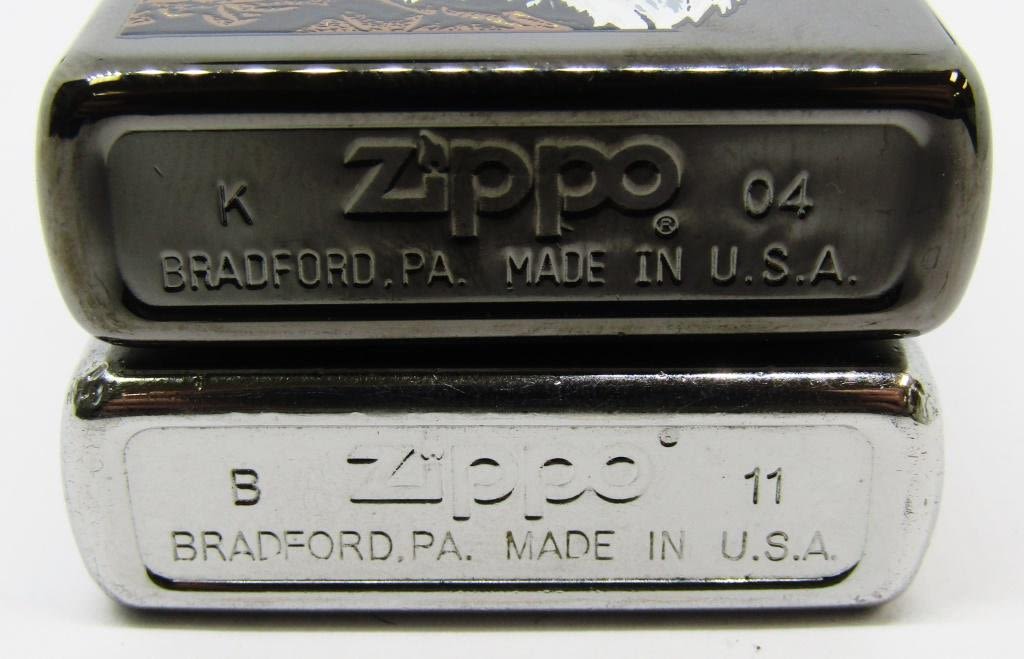 K Zippo ® 04
BRADFORD, PA. MADE IN U.S.A.
B Zippo 11
BRADFORD, PA. MADE IN U.S.A.